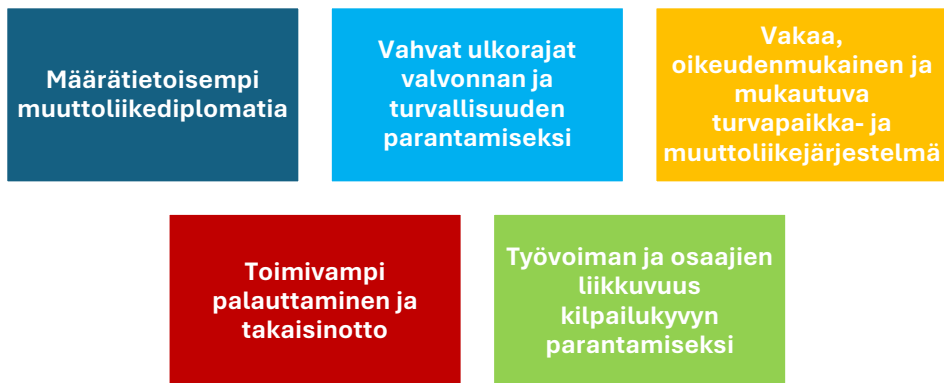 Määrätietoisempi
muuttoliikediplomatia
Vahvat ulkorajat
valvonnan ja
turvallisuuden
parantamiseksi
Vakaa,
oikeudenmukainen ja
mukautuva
turvapaikka- ja
muuttoliikejärjestelmä
Toimivampi
palauttaminen ja
takaisinotto
Työvoiman ja osaajien
liikkuvuus
kilpailukyvyn
parantamiseksi